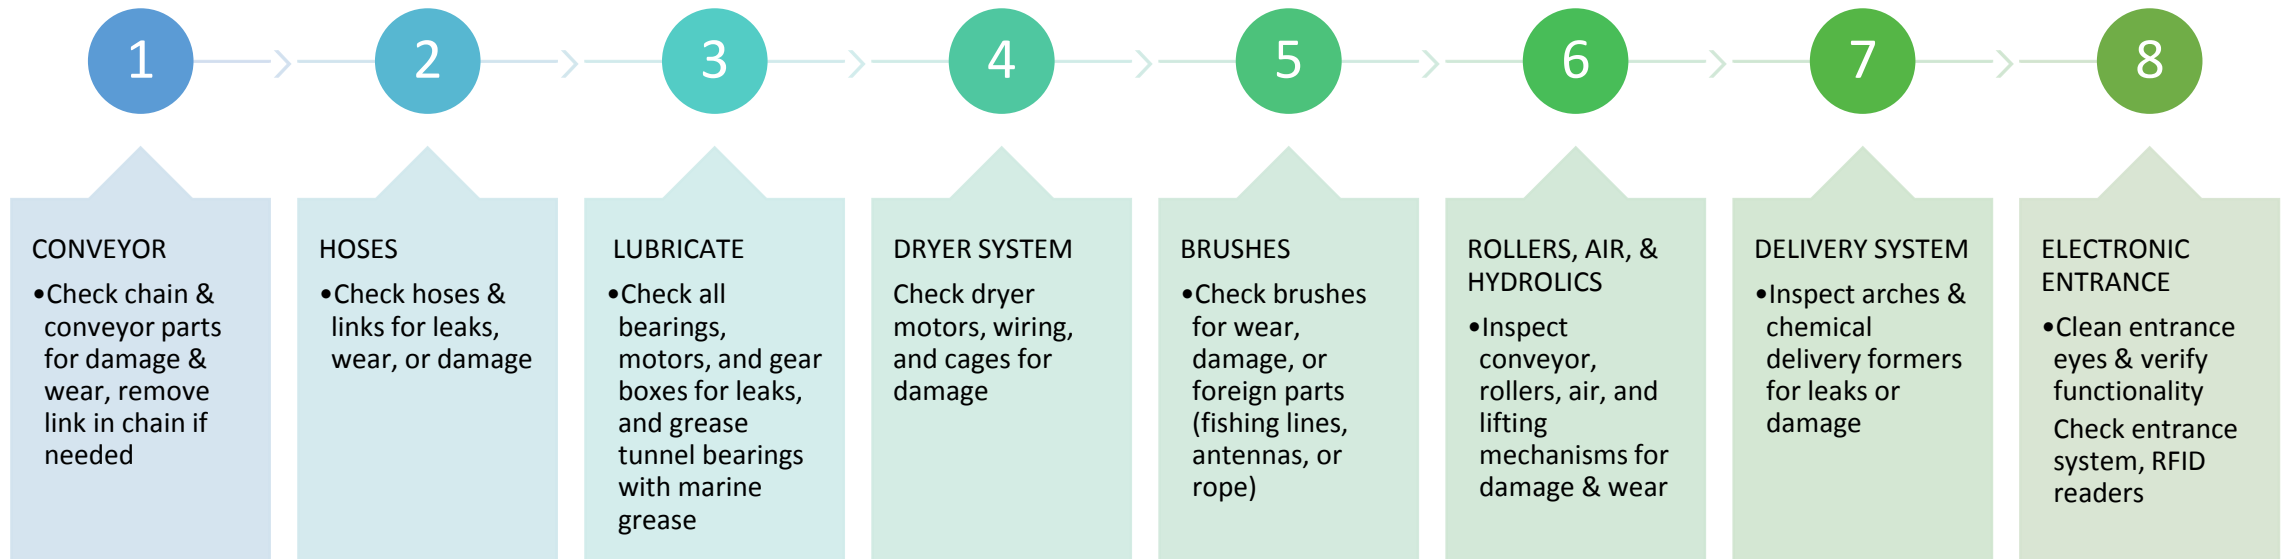 1
2
3
4
5
6
7
8
CONVEYOR
•Check chain &
conveyor parts
for damage &
wear, remove
link in chain if
needed
HOSES
•Check hoses &
links for leaks,
wear, or damage
LUBRICATE
•Check all
bearings,
motors, and gear
boxes for leaks,
and grease
tunnel bearings
with marine
grease
DRYER SYSTEM
Check dryer
motors, wiring,
and cages for
damage
BRUSHES
•Check brushes
for wear,
damage, or
foreign parts
(fishing lines,
antennas, or
rope)
ROLLERS, AIR, &
HYDROLICS
•Inspect
conveyor,
rollers, air, and
lifting
mechanisms for
damage & wear
DELIVERY SYSTEM
•Inspect arches &
chemical
delivery formers
for leaks or
damage
ELECTRONIC
ENTRANCE
•Clean entrance
eyes & verify
functionality
Check entrance
system, RFID
readers